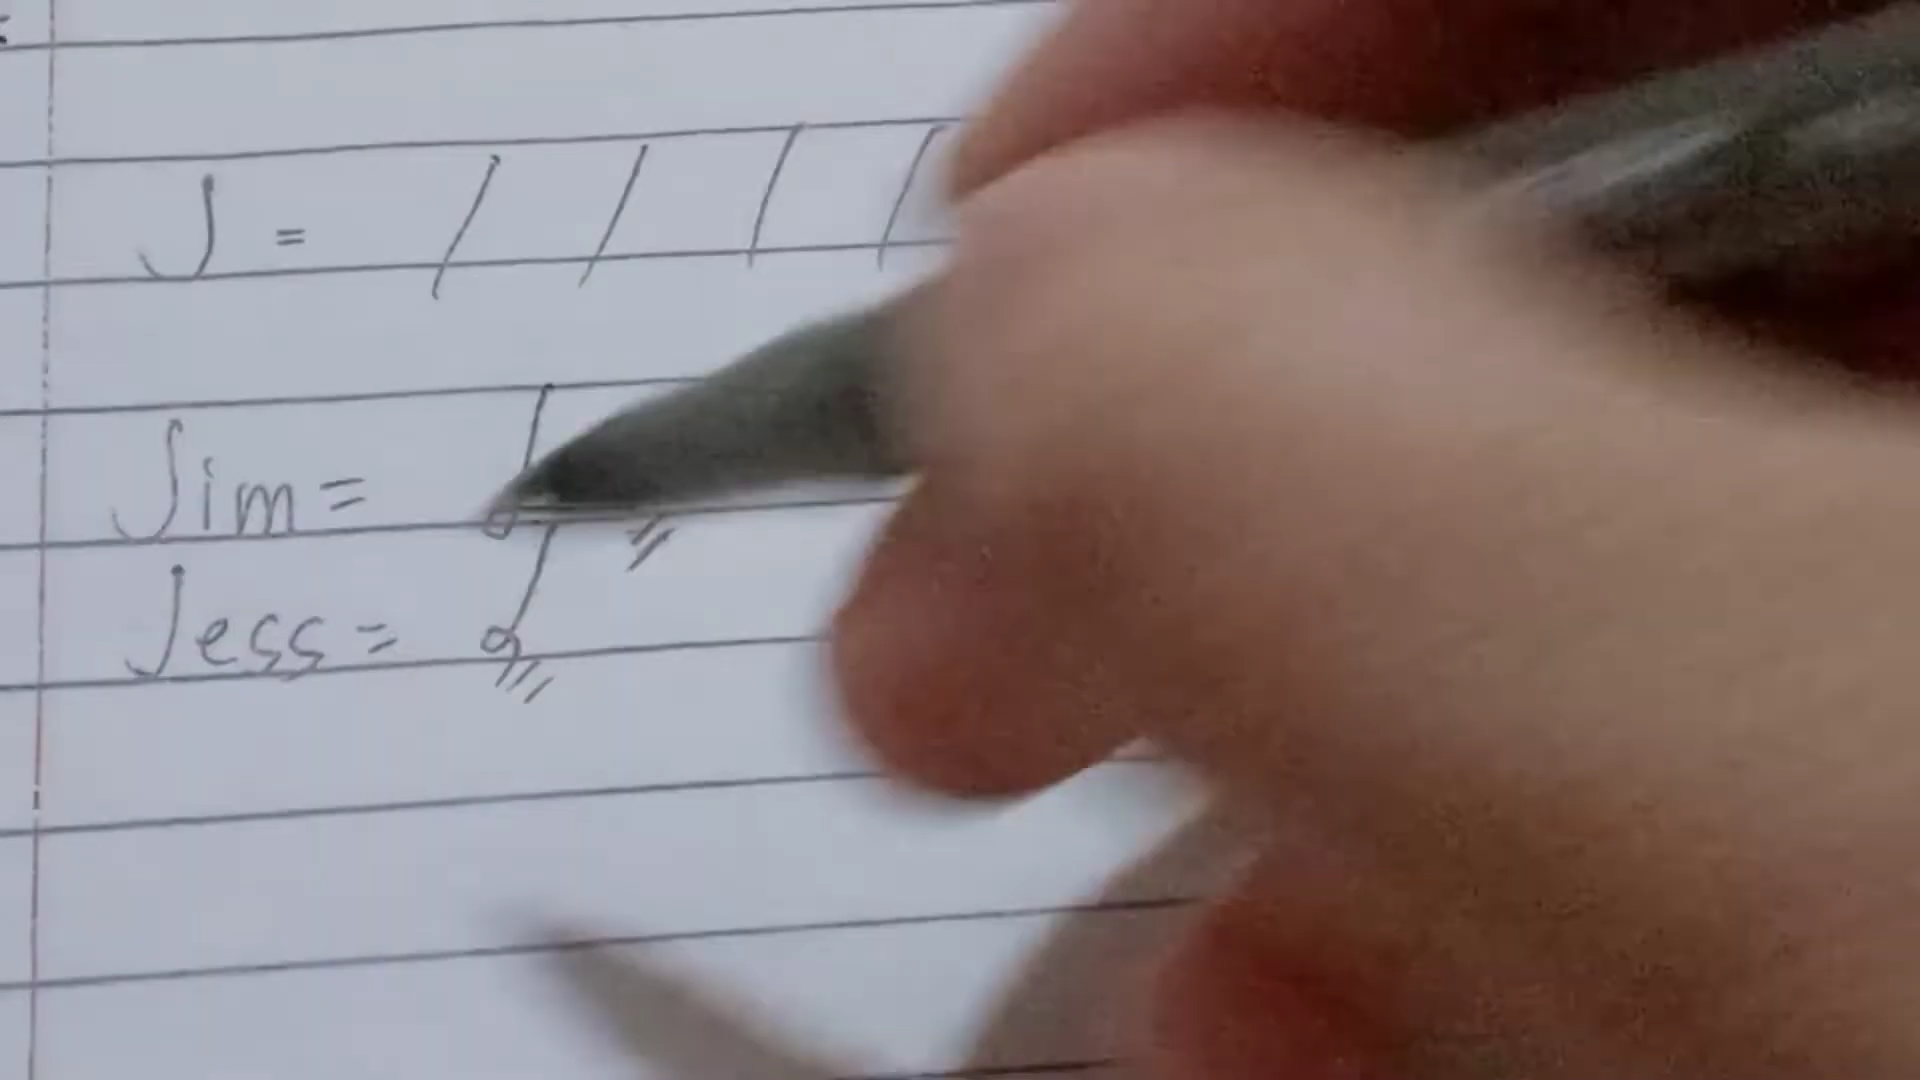 J =
Jim =
Jess =